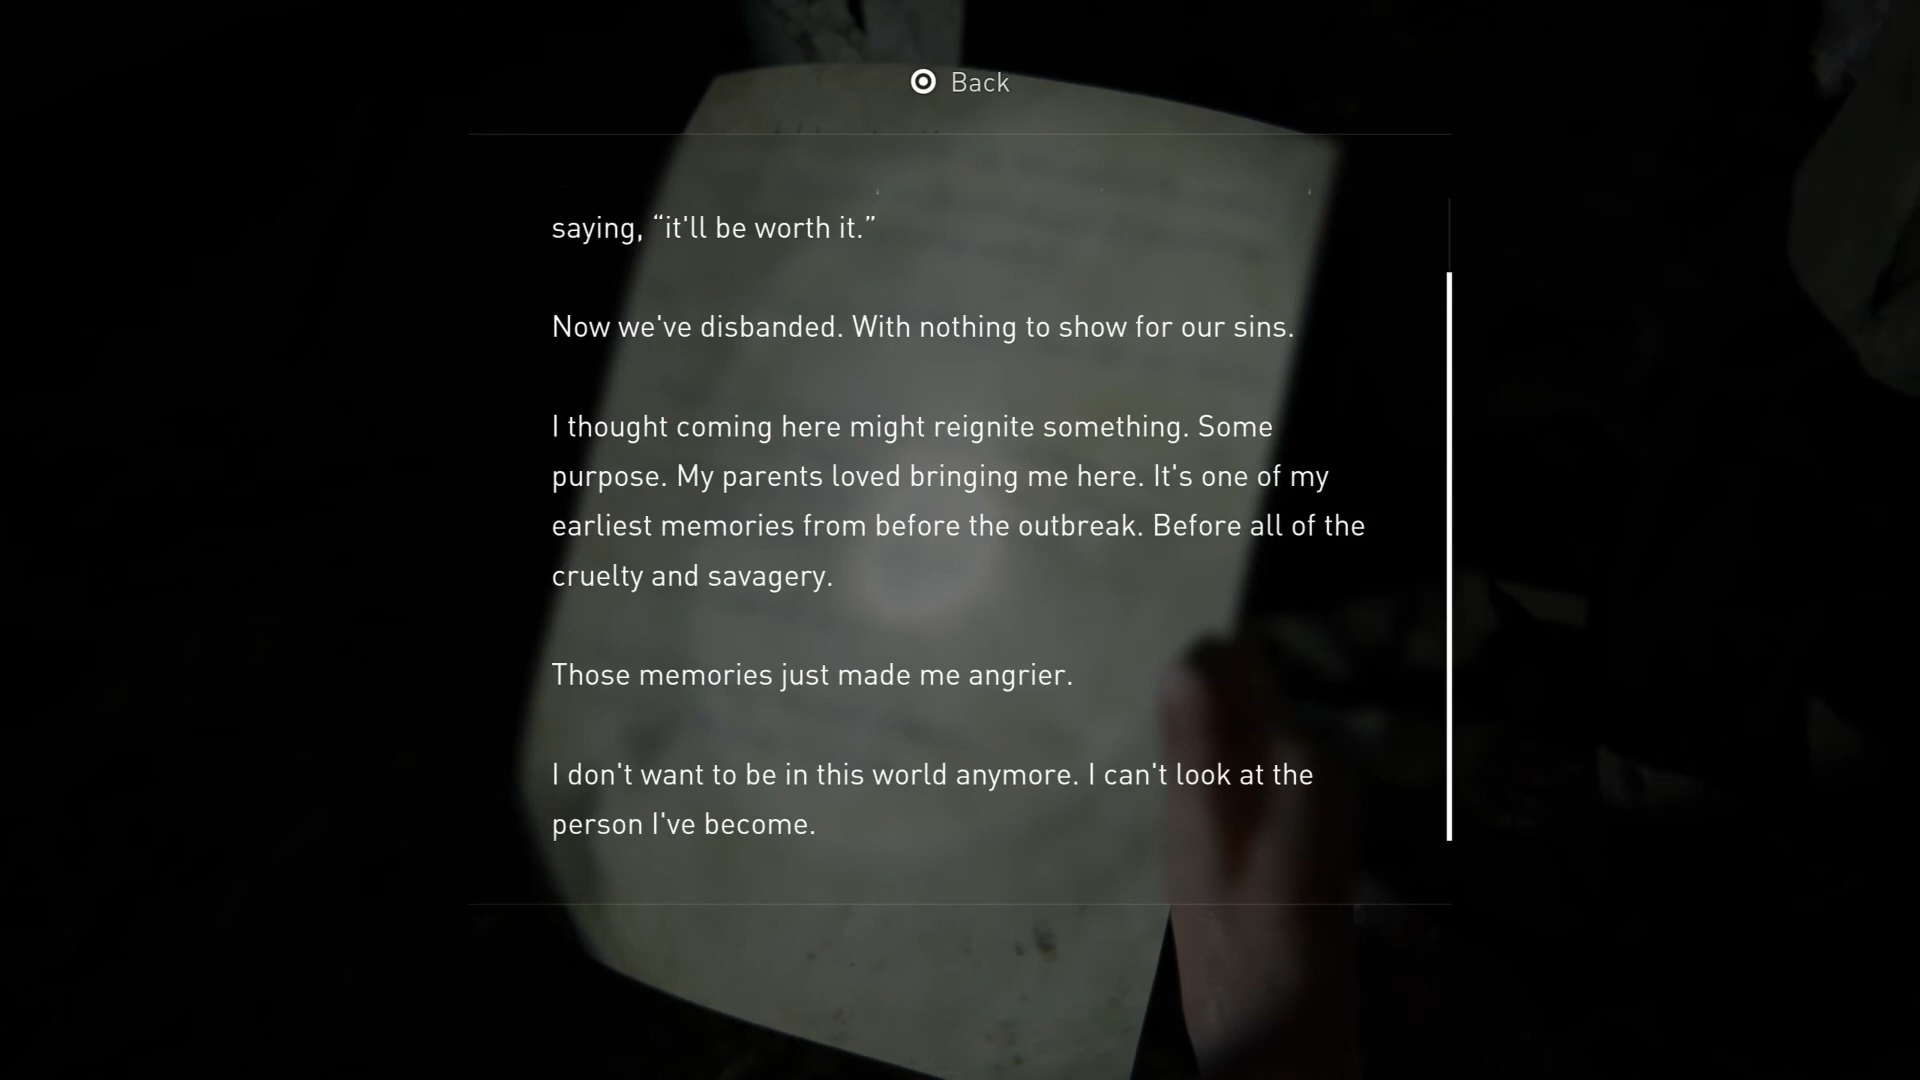 Back
saying, “it'll be worth it.”
Now we've disbanded. With nothing to show for our sins.
I thought coming here might reignite something. Some
purpose. My parents loved bringing me here. It's one of my
earliest memories from before the outbreak. Before all of the
cruelty and savagery.
Those memories just made me angrier.
I don't want to be in this world anymore. I can't look at the
person I've become.